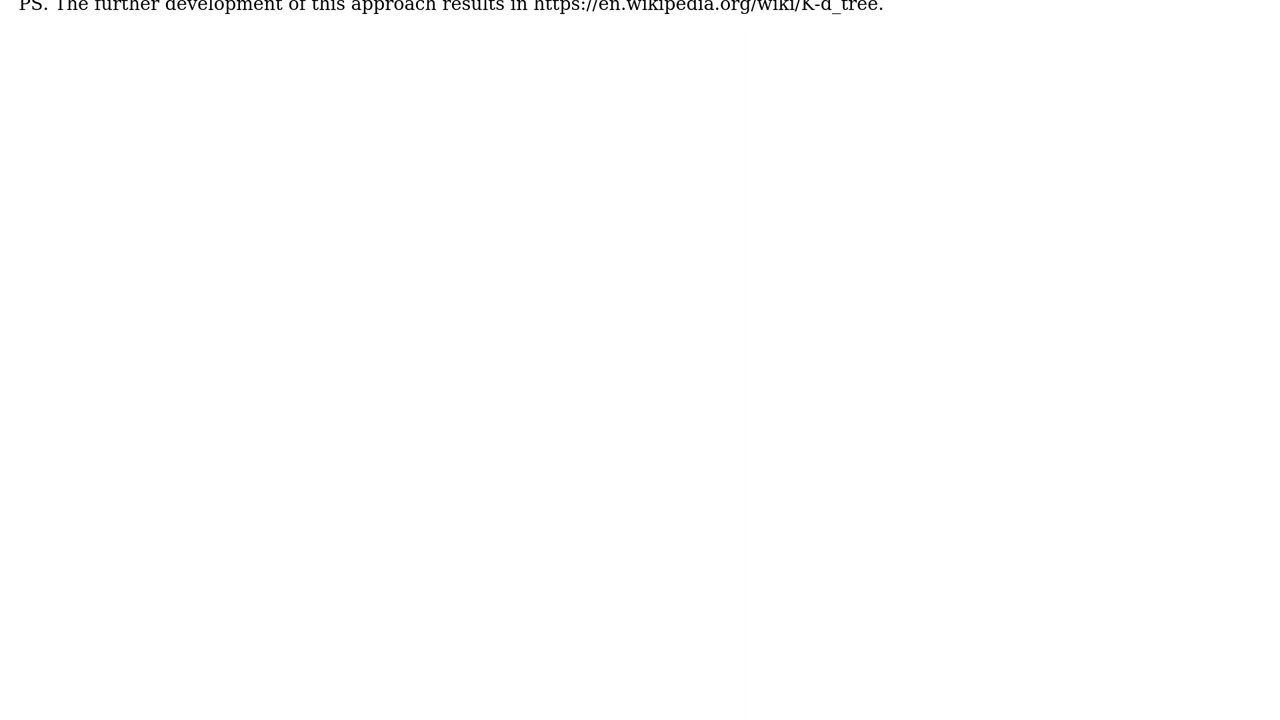 PS. The further development of this approach results in https://en.wikipedia.org/wiki/K-d_tree.